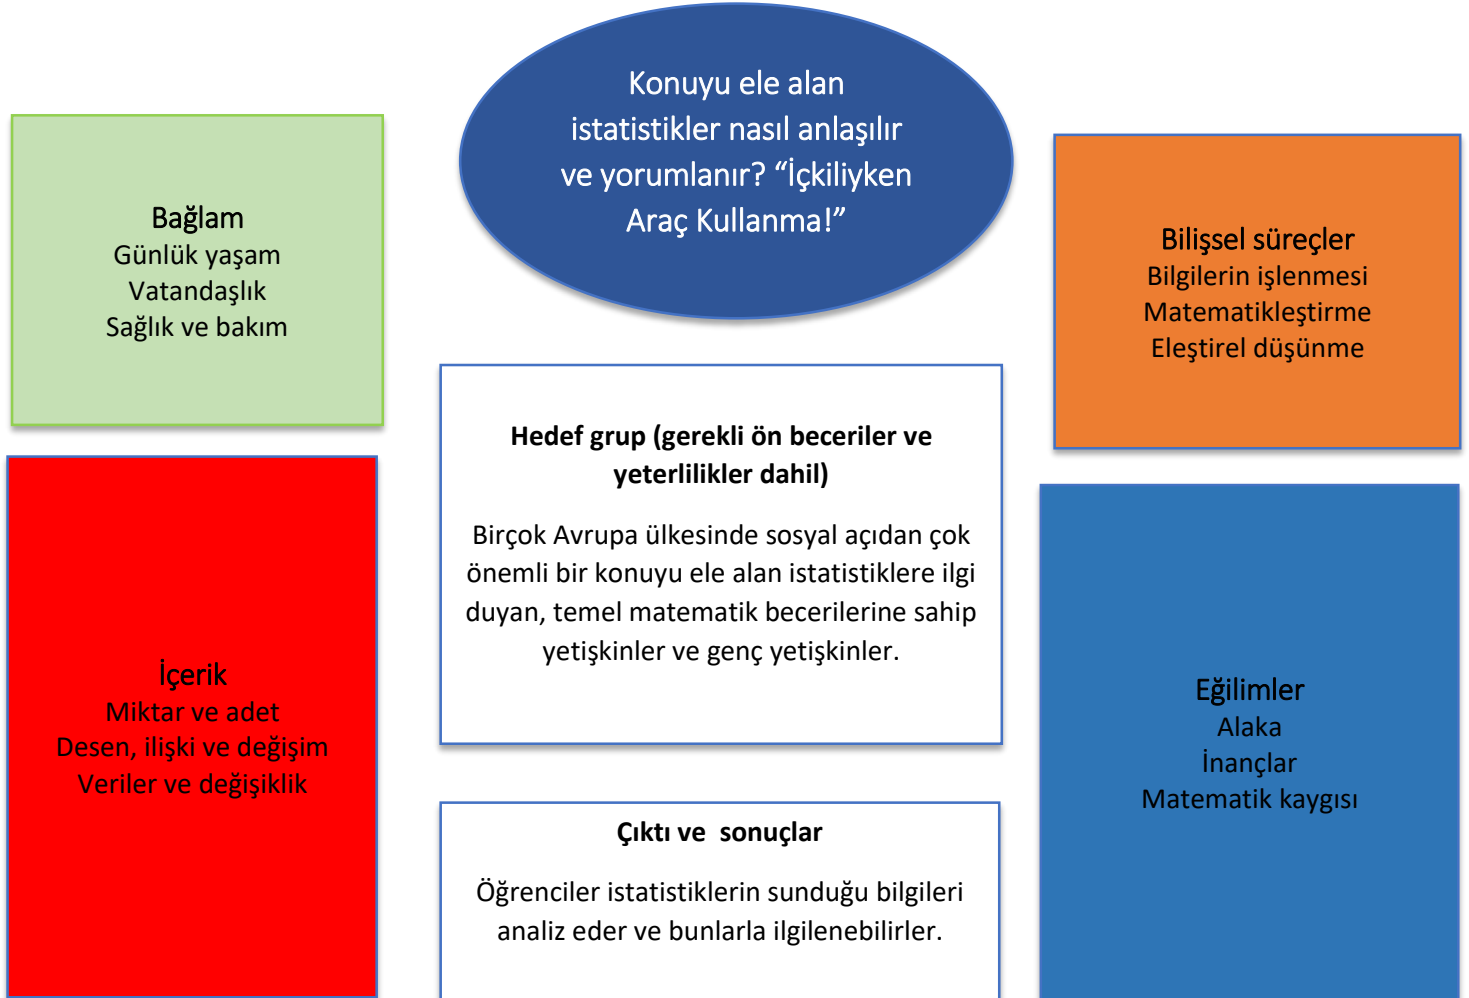 Konuyu ele alan
istatistikler nasıl anlaşılır
ve yorumlanır? “İçkiliyken
Araç Kullanma!”
Bağlam
Günlük yaşam
Vatandaşlık
Sağlık ve bakım
Bilişsel süreçler
Bilgilerin işlenmesi
Matematikleştirme
Eleştirel düşünme
Hedef grup (gerekli ön beceriler ve
yeterlilikler dahil)
Birçok Avrupa ülkesinde sosyal açıdan çok
önemli bir konuyu ele alan istatistiklere ilgi
duyan, temel matematik becerilerine sahip
yetişkinler ve genç yetişkinler.
İçerik
Miktar ve adet
Desen, ilişki ve değişim
Veriler ve değişiklik
Eğilimler
Alaka
İnançlar
Matematik kaygısı
Çıktı ve  sonuçlar
Öğrenciler istatistiklerin sunduğu bilgileri
analiz eder ve bunlarla ilgilenebilirler.